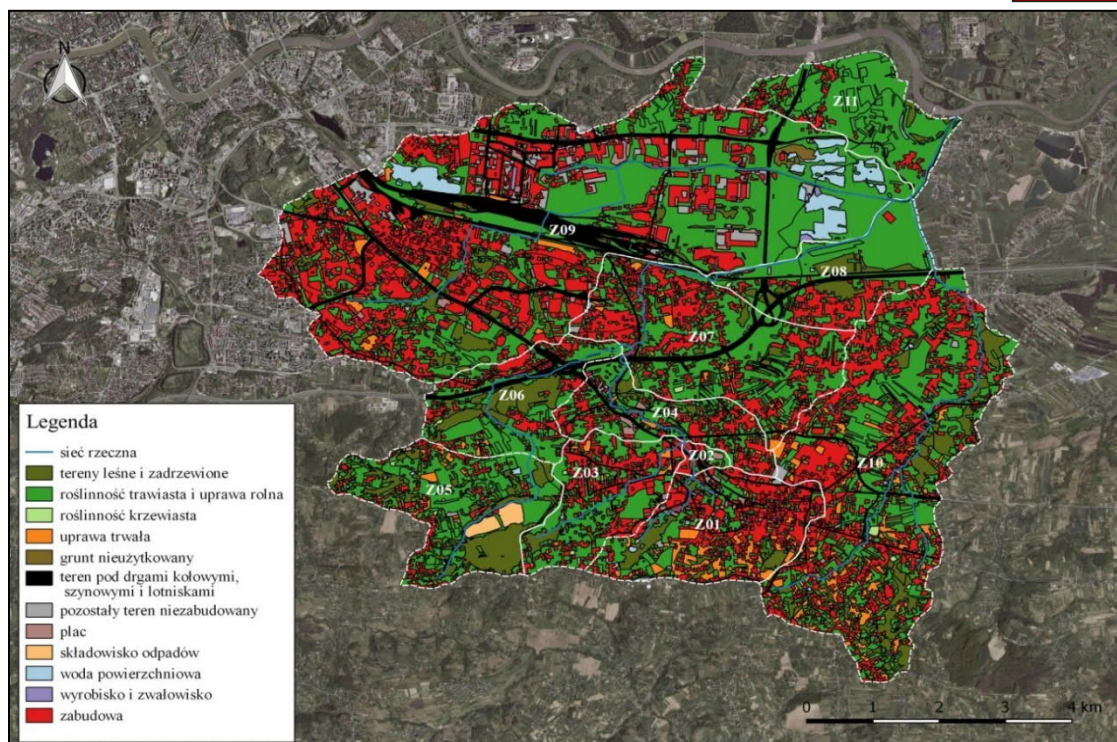 N
Z11
Z09
Z08
Z07
Z06
Z04
Z02
Z03
Z10
Z05
Z01
Legenda
sieć rzeczna
tereny leśne i zadrzewione
roślinność trawiasta i uprawa rolna
roślinność krzewiasta
uprawa trwała
grunt nieużytkowany
teren pod drgami kołowymi,
szynowymi i lotniskami
pozostały teren niezabudowany
plac
składowisko odpadów
woda powierzchniowa
wyrobisko i zwałowisko
zabudowa
0 1 2 3 4 km